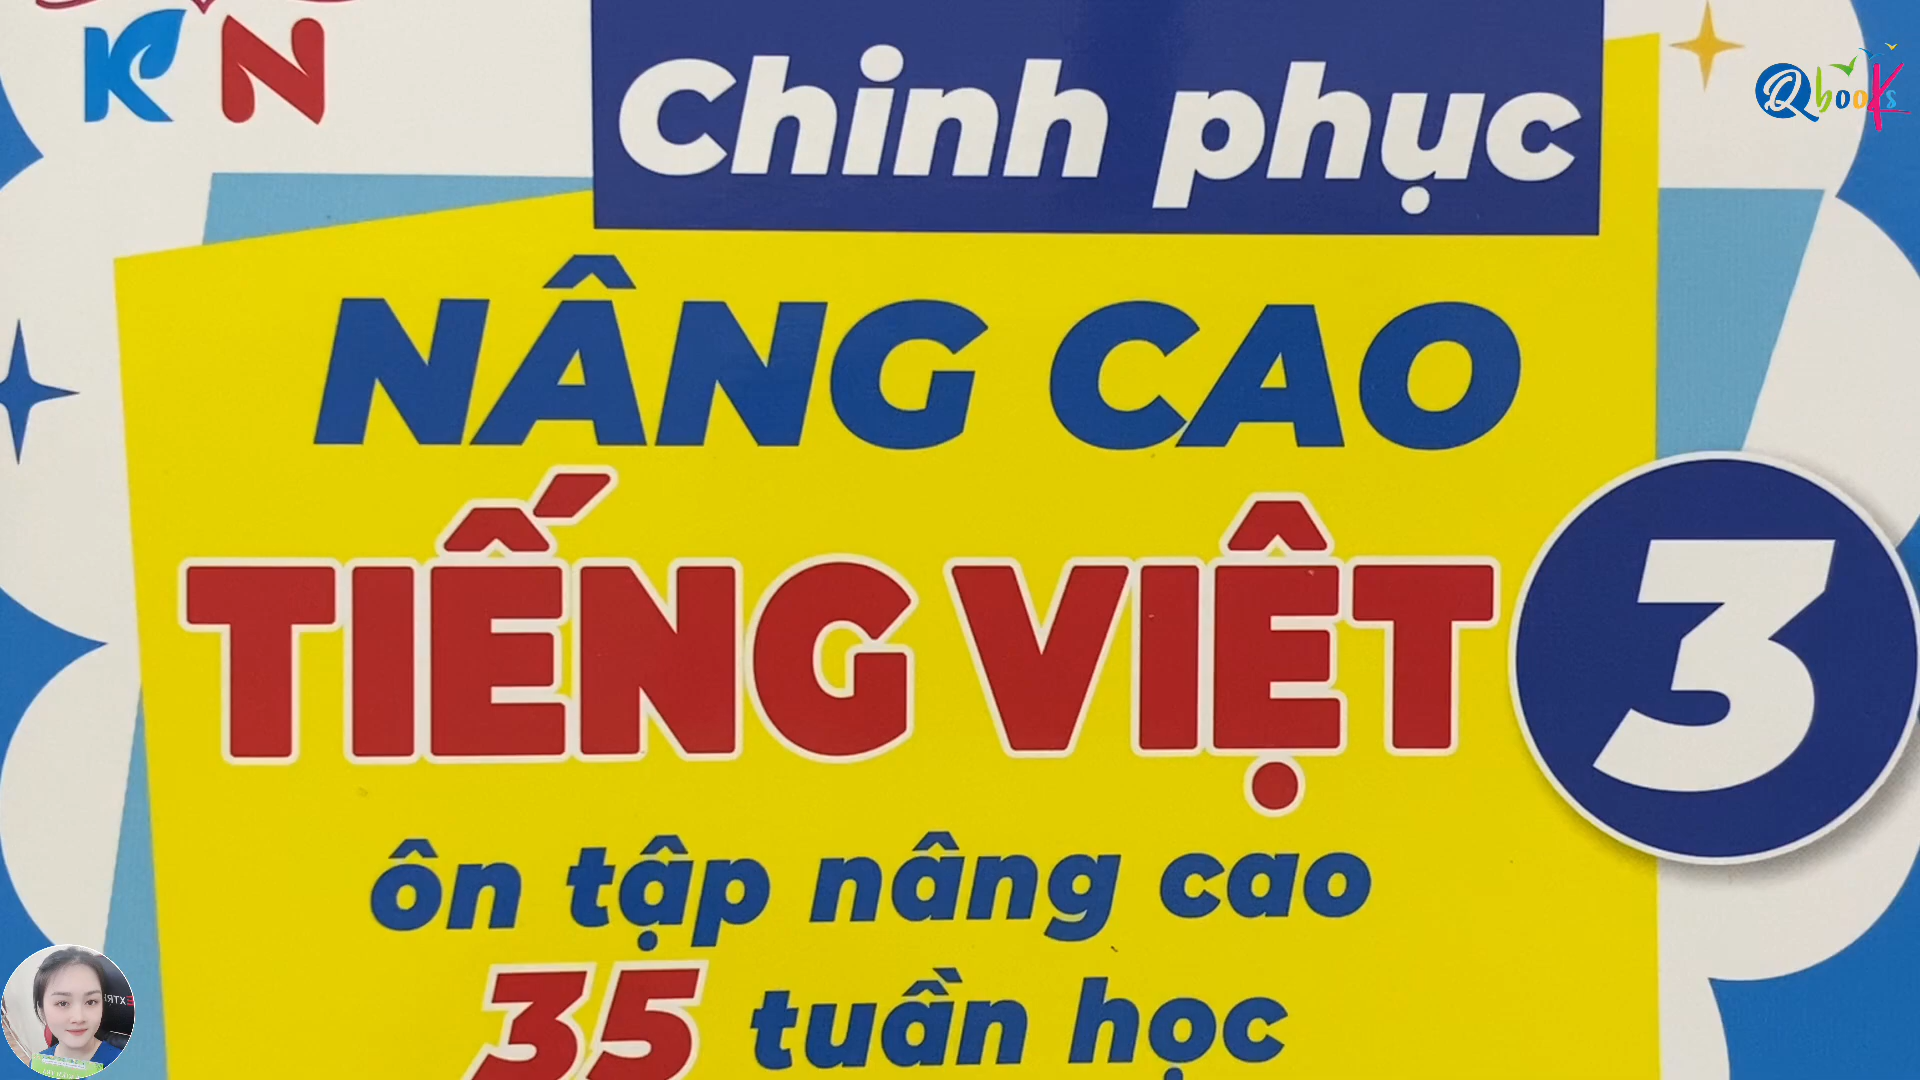 KN
Qbooks
Chinh phục
NÂNG CAO
TIẾNG VIỆT 3
ôn tập nâng cao
35 tuần học